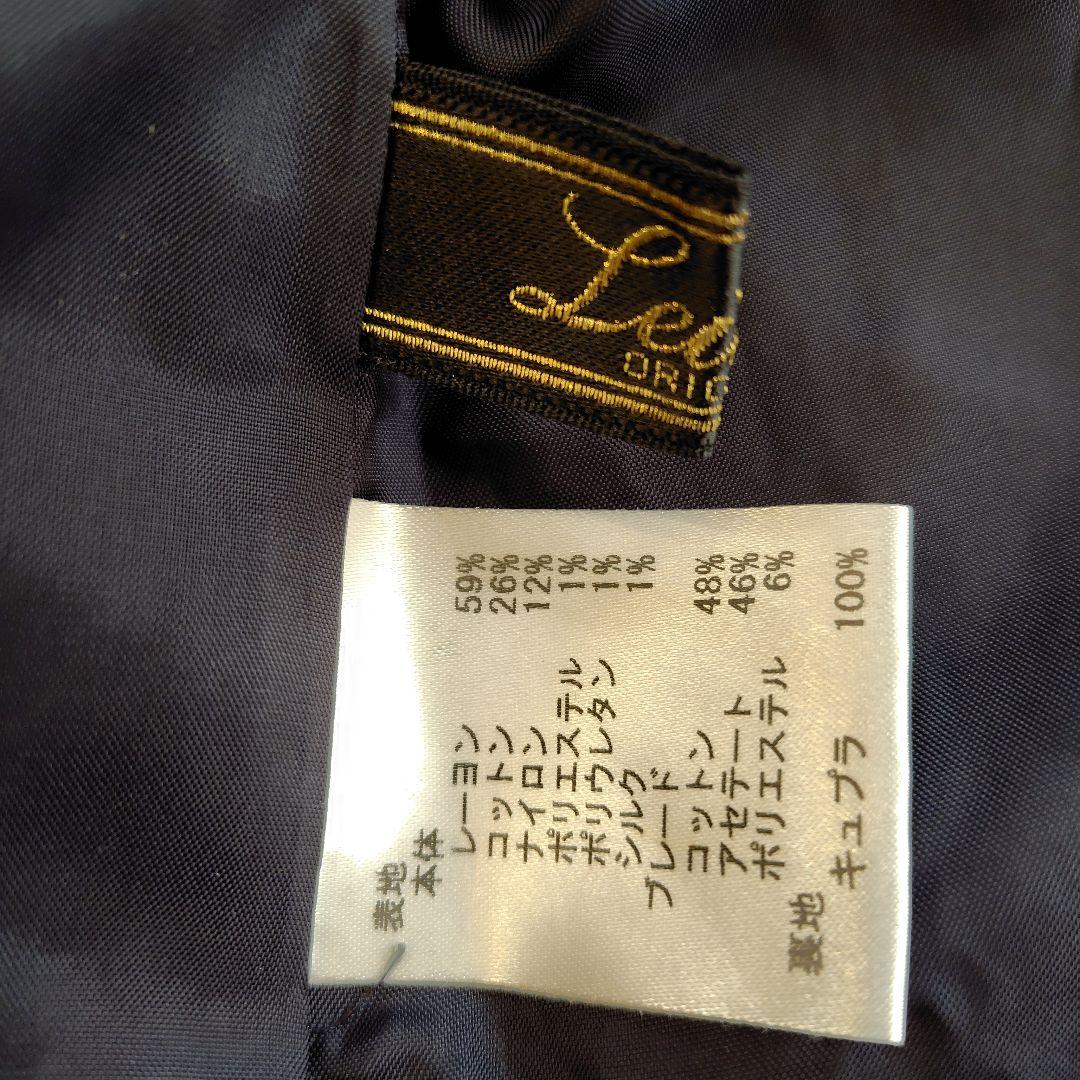 Leo
ORIG
表地
本体
レーヨン 59%
コットン 26%
ナイロン 12%
ポリエステル 1%
ポリウレタン 1%
シルク 1%
ブレード
コットン 48%
アセテート 46%
ポリエステル 6%
裏地
キュプラ 100%